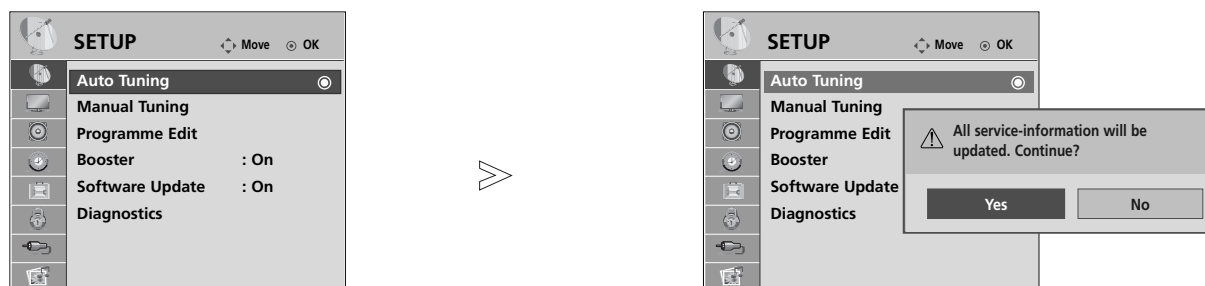 SETUP Move OK
Auto Tuning
Manual Tuning
Programme Edit
Booster : On
Software Update : On
Diagnostics
SETUP Move OK
Auto Tuning
Manual Tuning
Programme Edit
Booster
Software Update
Diagnostics
All service-information will be
updated. Continue?
Yes No